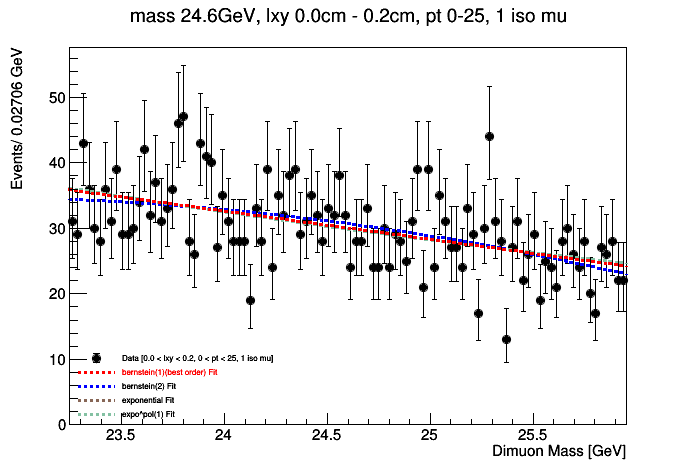 mass 24.6GeV, lxy 0.0cm - 0.2cm, pt 0-25, 1 iso mu
Events/ 0.02706 GeV
50
40
30
20
10
0
Data [0.0 < lxy < 0.2, 0 < pt < 25, 1 iso mu]
bernstein(1)(best order) Fit
bernstein(2) Fit
exponential Fit
expo*pol(1) Fit
23.5 24 24.5 25 25.5
Dimuon Mass [GeV]